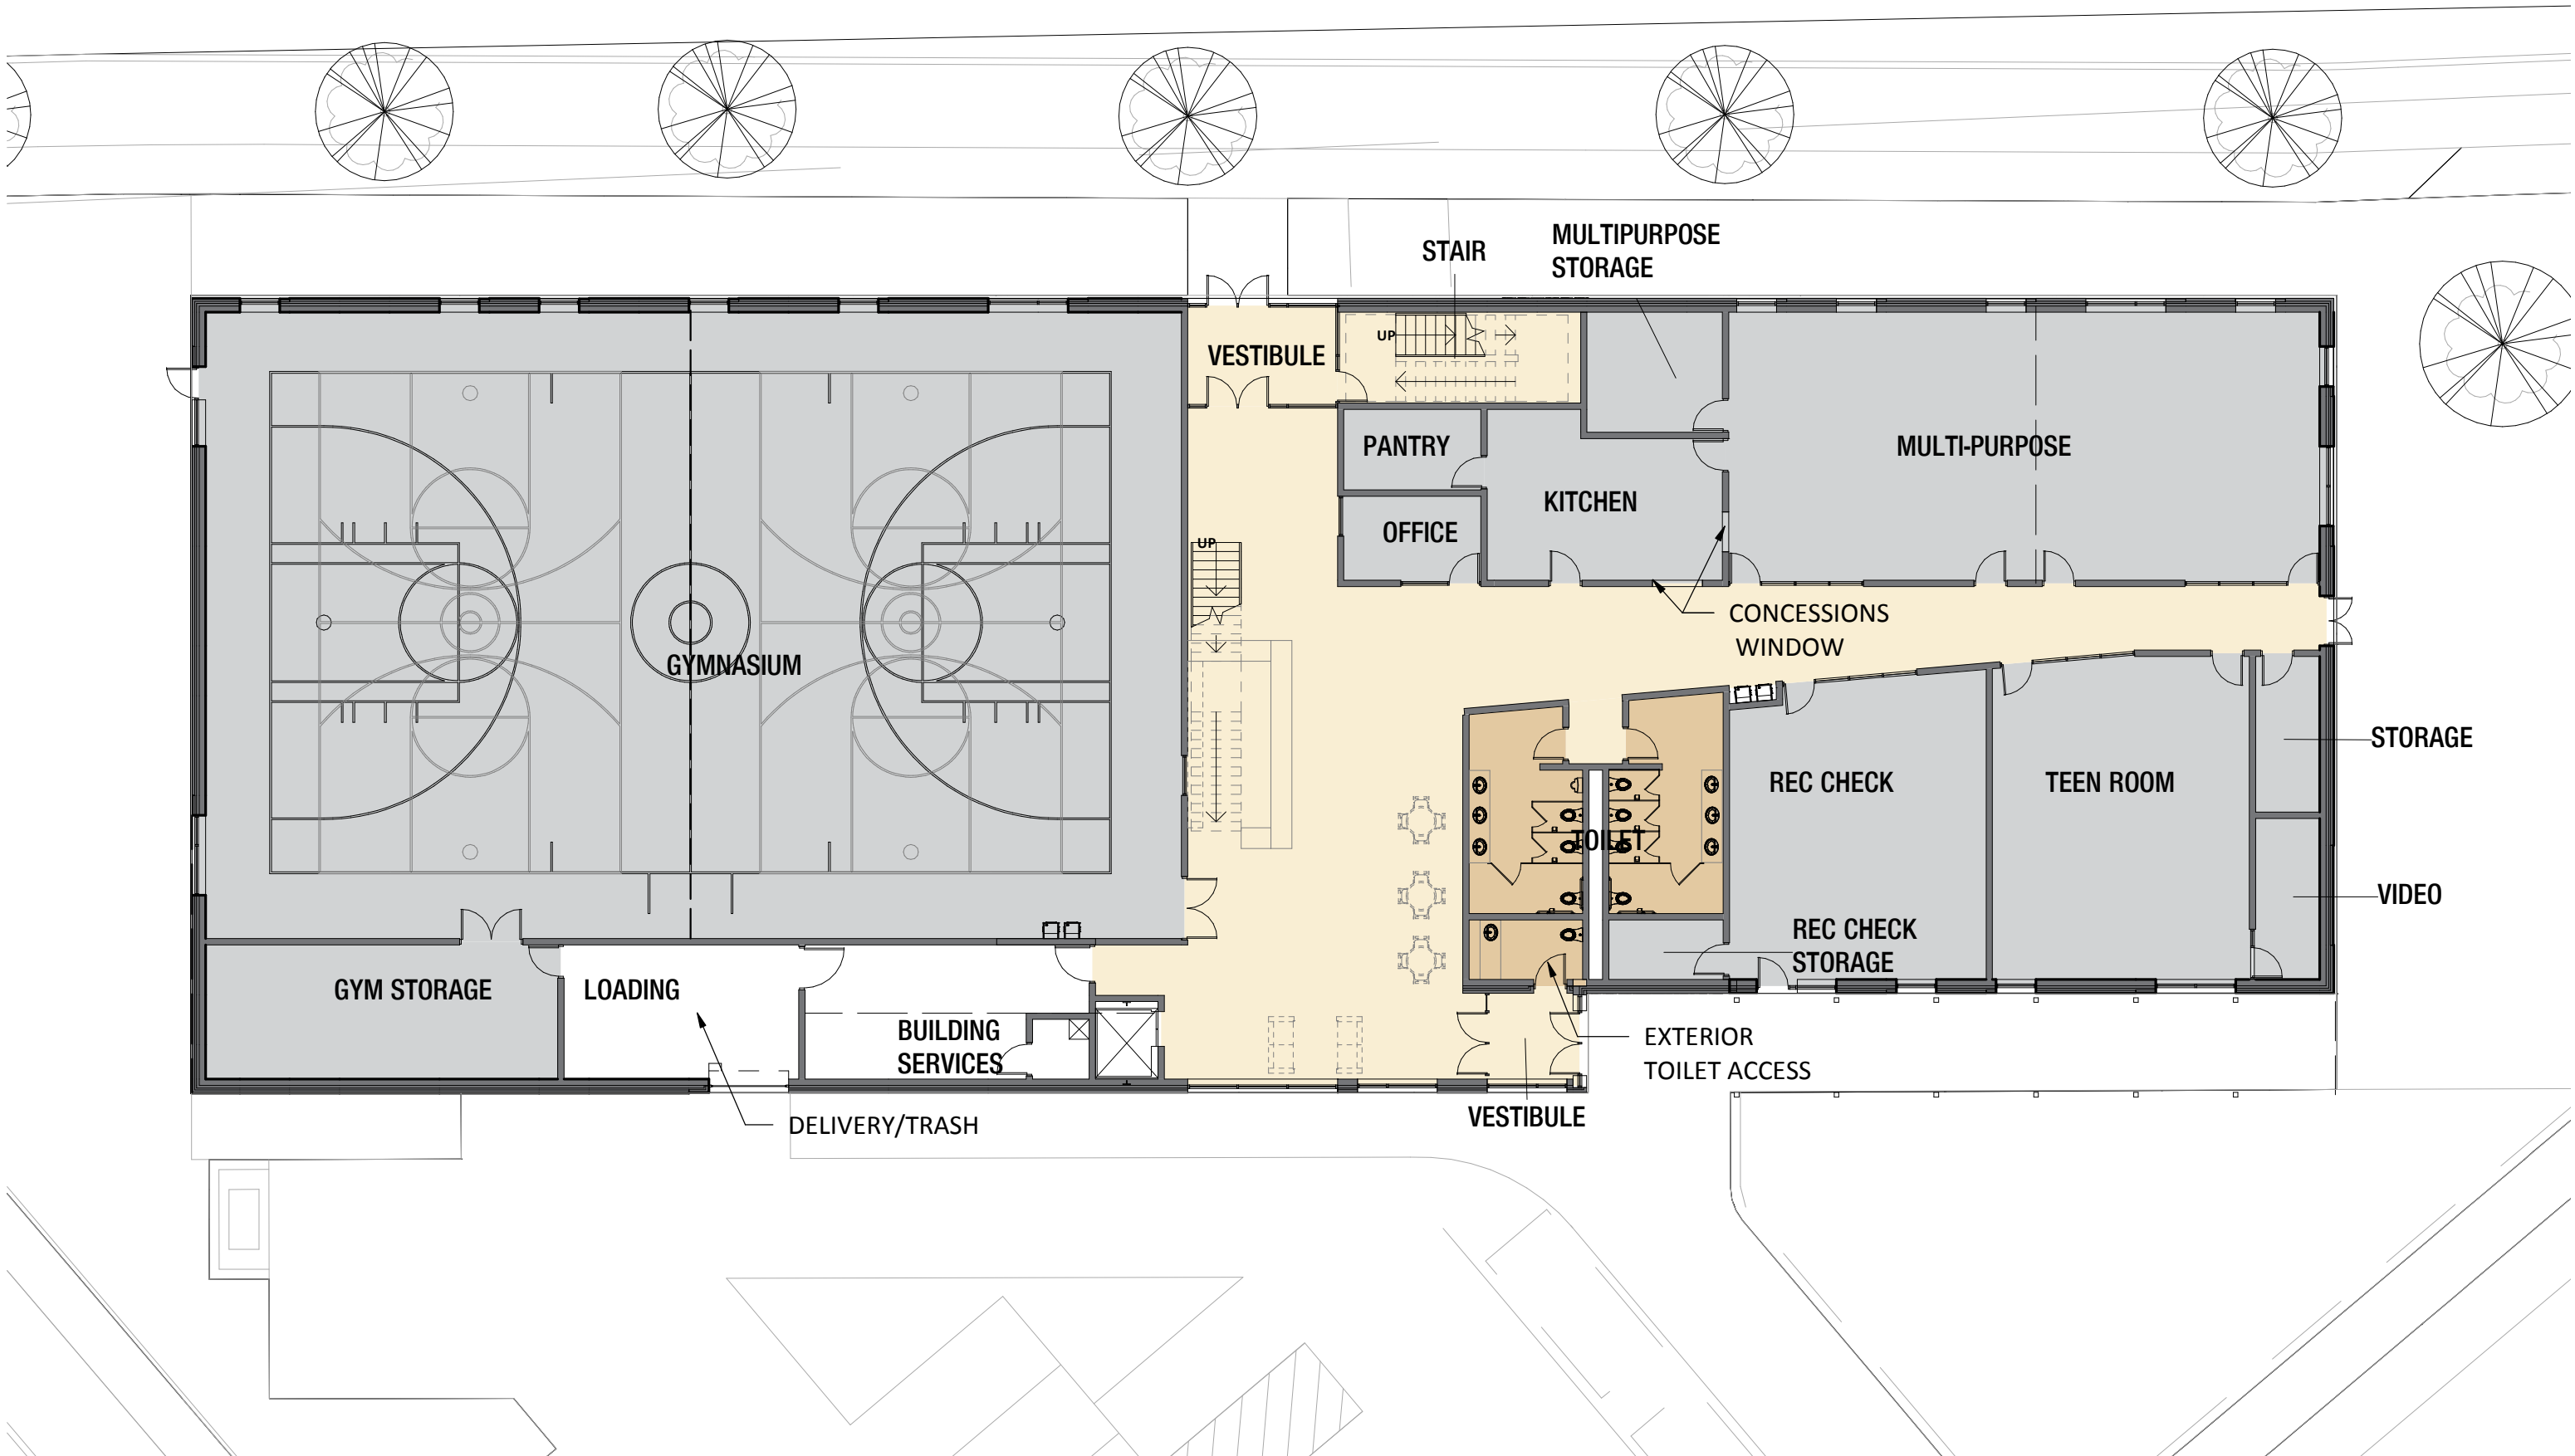 STAIR
MULTIPURPOSE
STORAGE
UP
VESTIBULE
PANTRY
MULTI-PURPOSE
KITCHEN
OFFICE
UP
CONCESSIONS
WINDOW
GYMNASIUM
STORAGE
REC CHECK
TEEN ROOM
TOILET
VIDEO
REC CHECK
STORAGE
GYM STORAGE
LOADING
BUILDING
SERVICES
EXTERIOR
TOILET ACCESS
VESTIBULE
DELIVERY/TRASH